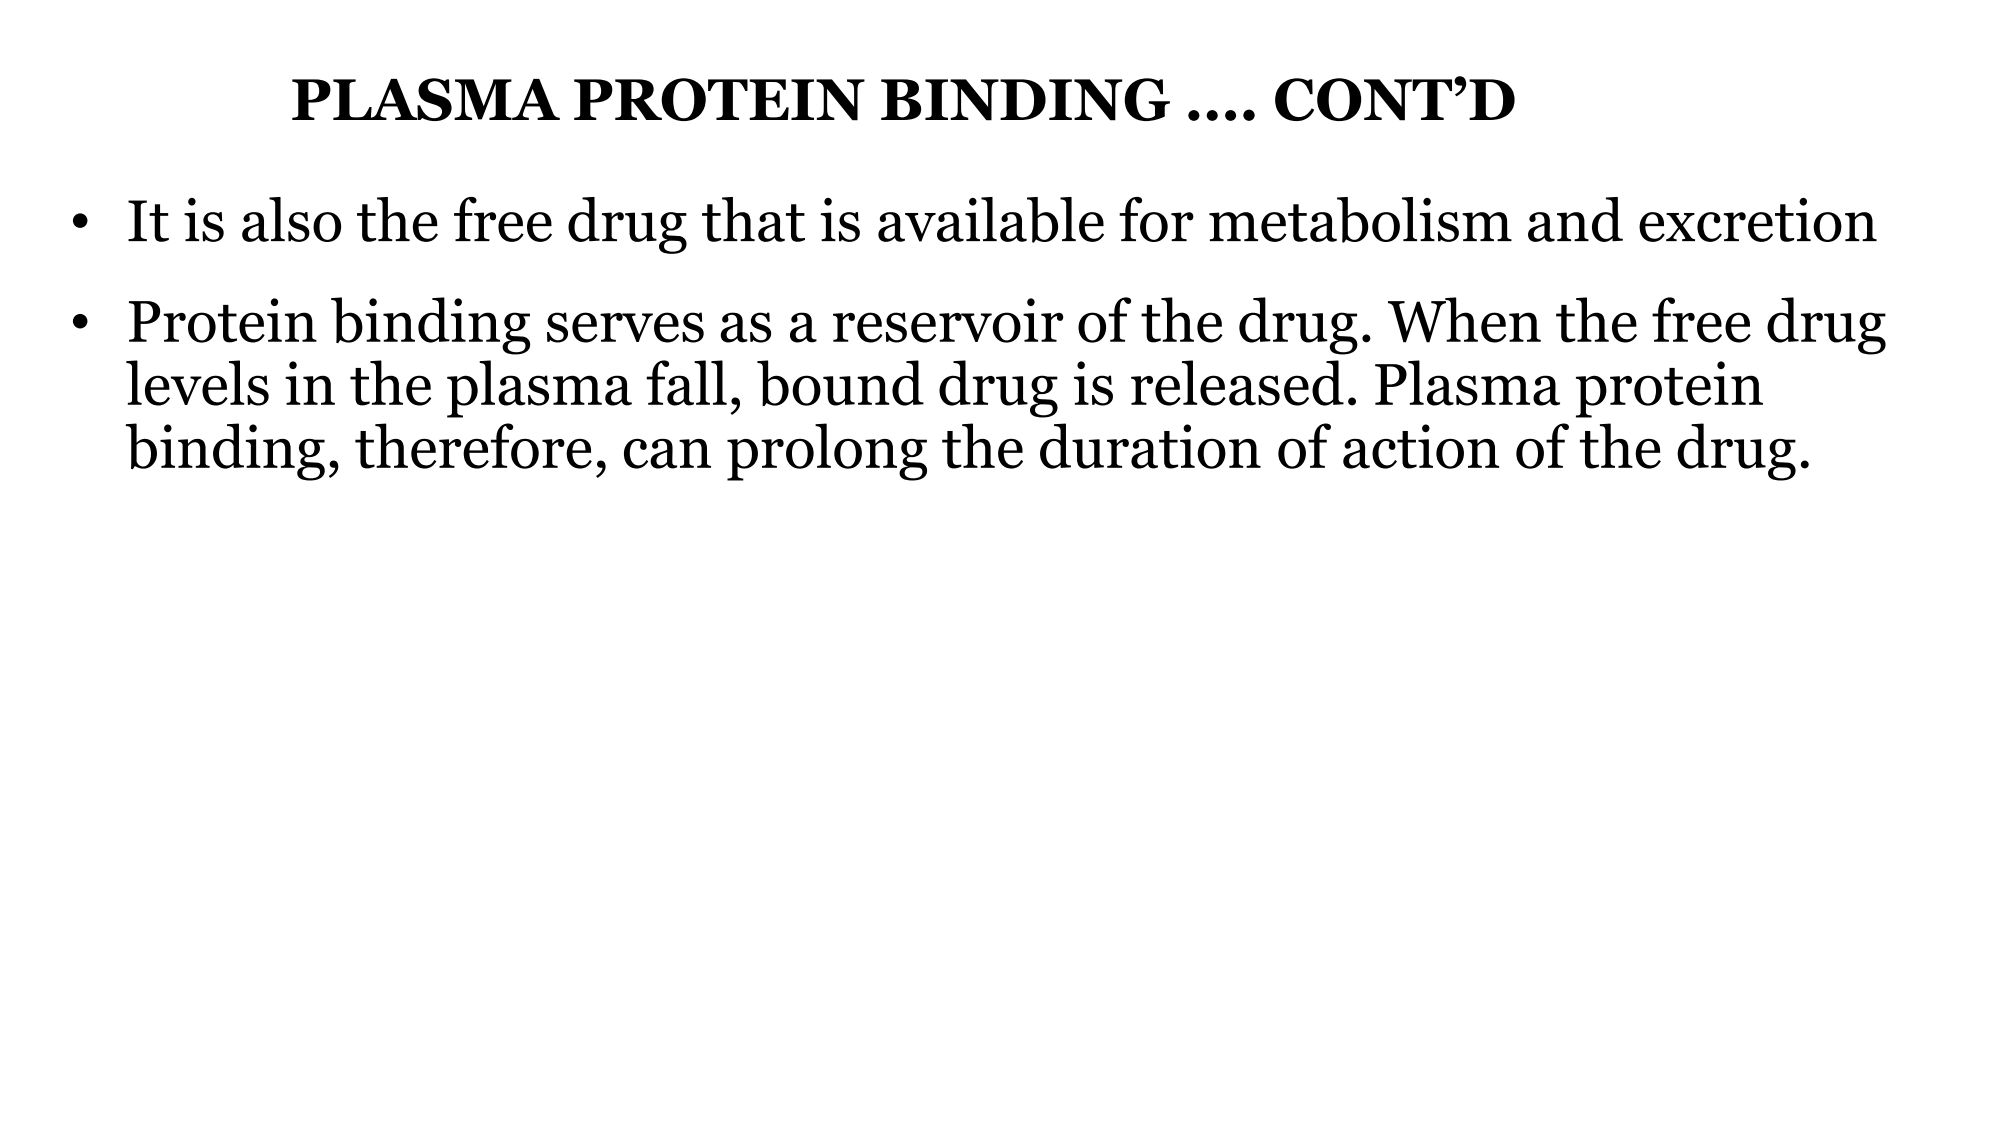 PLASMA PROTEIN BINDING .... CONT’D
• It is also the free drug that is available for metabolism and excretion
• Protein binding serves as a reservoir of the drug. When the free drug
levels in the plasma fall, bound drug is released. Plasma protein
binding, therefore, can prolong the duration of action of the drug.